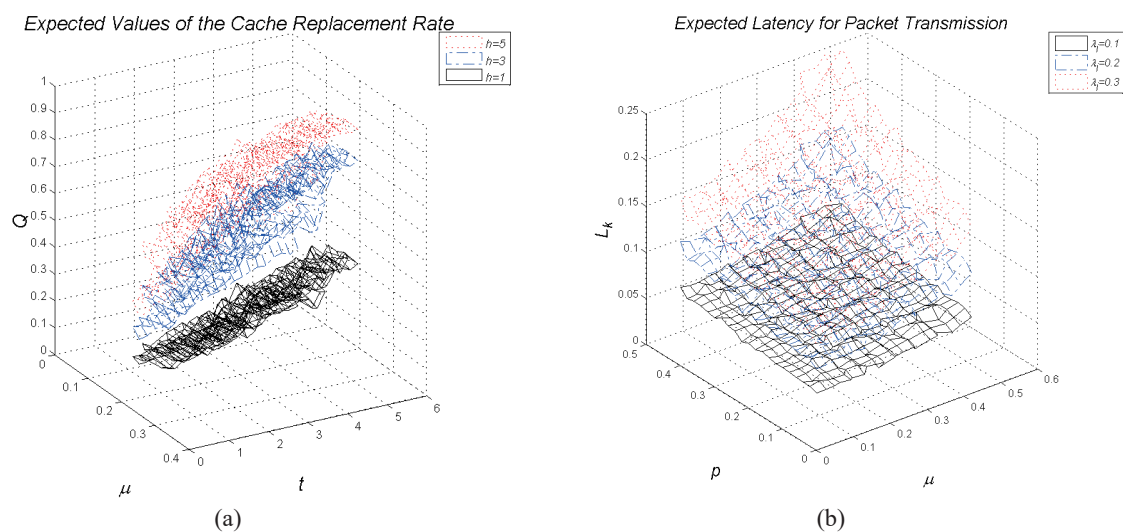 Expected Values of the Cache Replacement Rate
h=5
h=3
h=1
1
0.9
0.8
0.7
0.6
0.5
0.4
0.3
0.2
0.1
0
Q
0
0.1
0.2
0.3
0.4
μ
0
1
2
3
4
5
6
t
(a)
Expected Latency for Packet Transmission
λi=0.1
λi=0.2
λi=0.3
0.25
0.2
0.15
0.1
0.05
0
Lk
0.5
0.4
0.3
0.2
0.1
0
p
0
0.1
0.2
0.3
0.4
0.5
0.6
μ
(b)